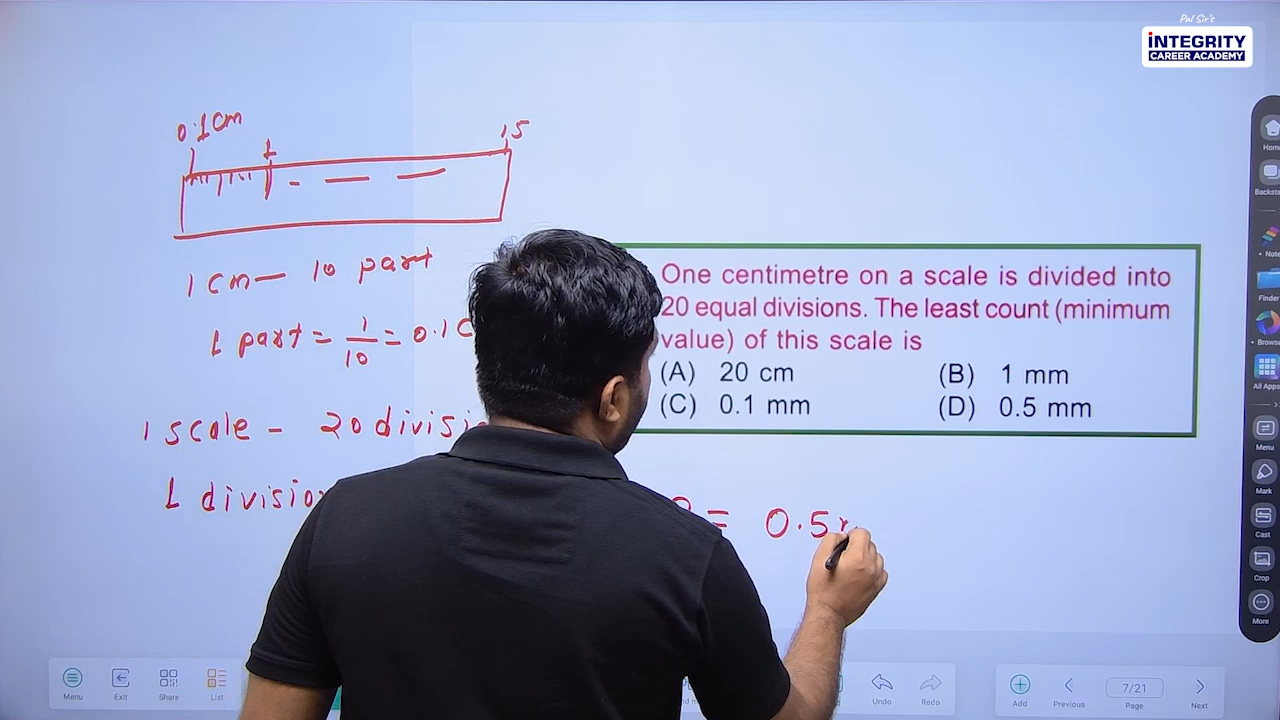 Pal Sir's
iNTEGRITY
CAREER ACADEMY
0.1cm
1
15
1 cm — 10 part
1 part = 1/10 = 0.1c
1 scale - 20 divisi
1 divisio
= 0.5
One centimetre on a scale is divided into
20 equal divisions. The least count (minimum
value) of this scale is
(A) 20 cm (B) 1 mm
(C) 0.1 mm (D) 0.5 mm
Home
Backsta
Note
Finder
Browse
All Apps
Menu
Mark
Cast
Crop
More
Menu
Exit
Share
List
Undo
Redo
Add
Previous
7/21
Page
Next